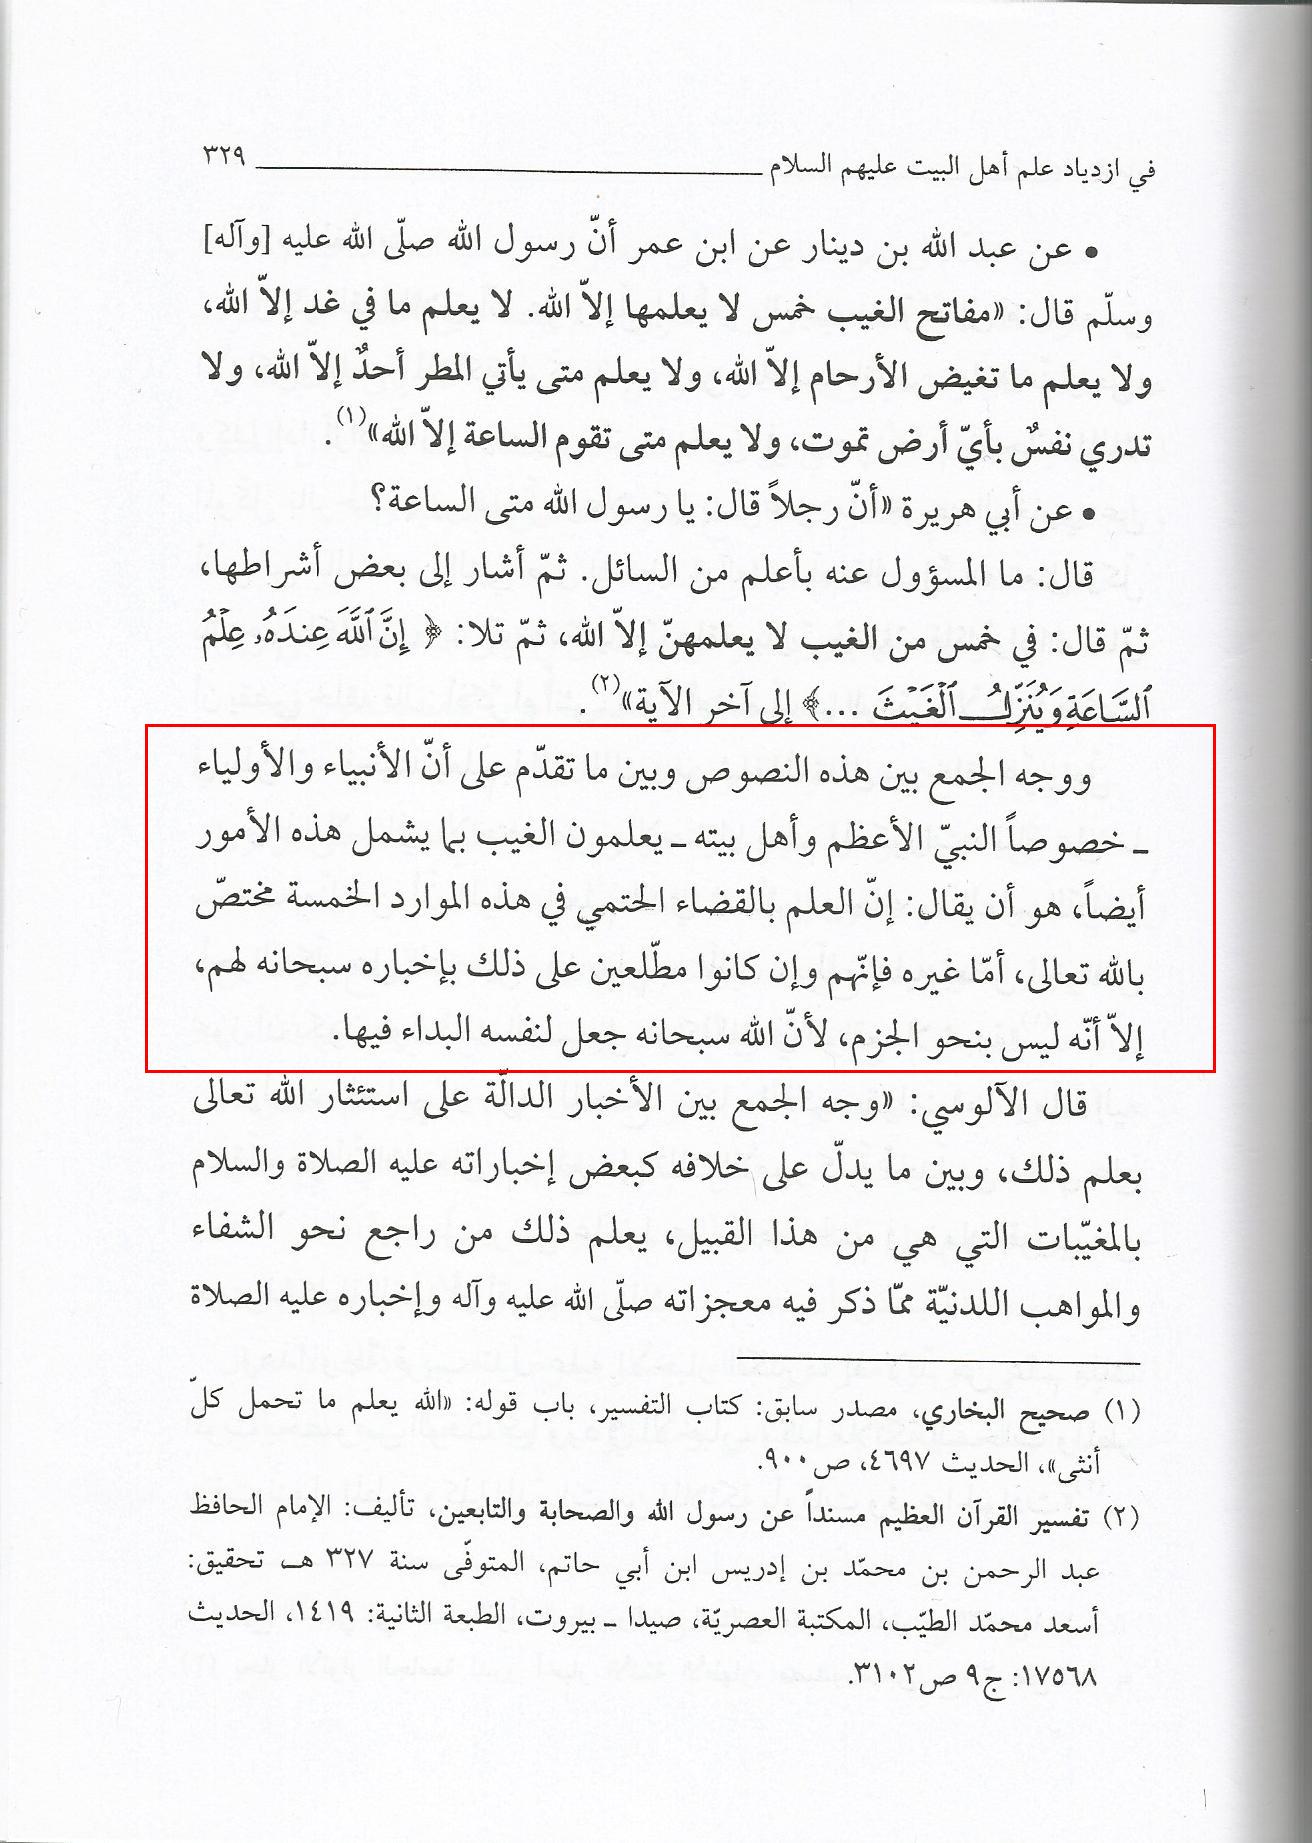 في ازدياد علم أهل البيت عليهم السلام ٣٢٩
• عن عبد الله بن دينار عن ابن عمر أنّ رسول الله صلّى الله عليه [وآله]
وسلّم قال: «مفاتح الغيب خمس لا يعلمها إلاّ الله. لا يعلم ما في غد إلاّ الله،
ولا يعلم ما تغيض الأرحام إلاّ الله، ولا يعلم متى يأتي المطر أحدٌ إلاّ الله، ولا
تدري نفسٌ بأيّ أرض تموت، ولا يعلم متى تقوم الساعة إلاّ الله»(١).
• عن أبي هريرة «أنّ رجلاً قال: يا رسول الله متى الساعة؟
قال: ما المسؤول عنه بأعلم من السائل. ثمّ أشار إلى بعض أشراطها،
ثمّ قال: في خمس من الغيب لا يعلمهنّ إلاّ الله، ثمّ تلا: ﴿إِنَّ ٱللَّهَ عِندَهُۥ عِلْمُ
ٱلسَّاعَةِ وَيُنَزِّلُ ٱلْغَيْثَ ...﴾ إلى آخر الآية»(٢).
ووجه الجمع بين هذه النصوص وبين ما تقدّم على أنّ الأنبياء والأولياء
ـ خصوصاً النبيّ الأعظم وأهل بيته ـ يعلمون الغيب بما يشمل هذه الأمور
أيضاً، هو أن يقال: إنّ العلم بالقضاء الحتمي في هذه الموارد الخمسة مختصّ
بالله تعالى، أمّا غيره فإنّهم وإن كانوا مطّلعين على ذلك بإخباره سبحانه لهم،
إلاّ أنّه ليس بنحو الجزم، لأنّ الله سبحانه جعل لنفسه البداء فيها.
قال الآلوسي: «وجه الجمع بين الأخبار الدالّة على استئثار الله تعالى
بعلم ذلك، وبين ما يدلّ على خلافه كبعض إخباراته عليه الصلاة والسلام
بالمغيّبات التي هي من هذا القبيل، يعلم ذلك من راجع نحو الشفاء
والمواهب اللدنيّة ممّا ذكر فيه معجزاته صلّى الله عليه وآله وإخباره عليه الصلاة
(١) صحيح البخاري، مصدر سابق: كتاب التفسير، باب قوله: «الله يعلم ما تحمل كلّ
أنثى»، الحديث ٤٦٩٧، ص٩٠٠.
(٢) تفسير القرآن العظيم مسنداً عن رسول الله والصحابة والتابعين، تأليف: الإمام الحافظ
عبد الرحمن بن محمّد بن إدريس ابن أبي حاتم، المتوفّى سنة ٣٢٧ هـ، تحقيق:
أسعد محمّد الطيّب، المكتبة العصريّة، صيدا ـ بيروت، الطبعة الثانية: ١٤١٩، الحديث
١٧٥٦٨: ج٩ ص٣١٠٢.